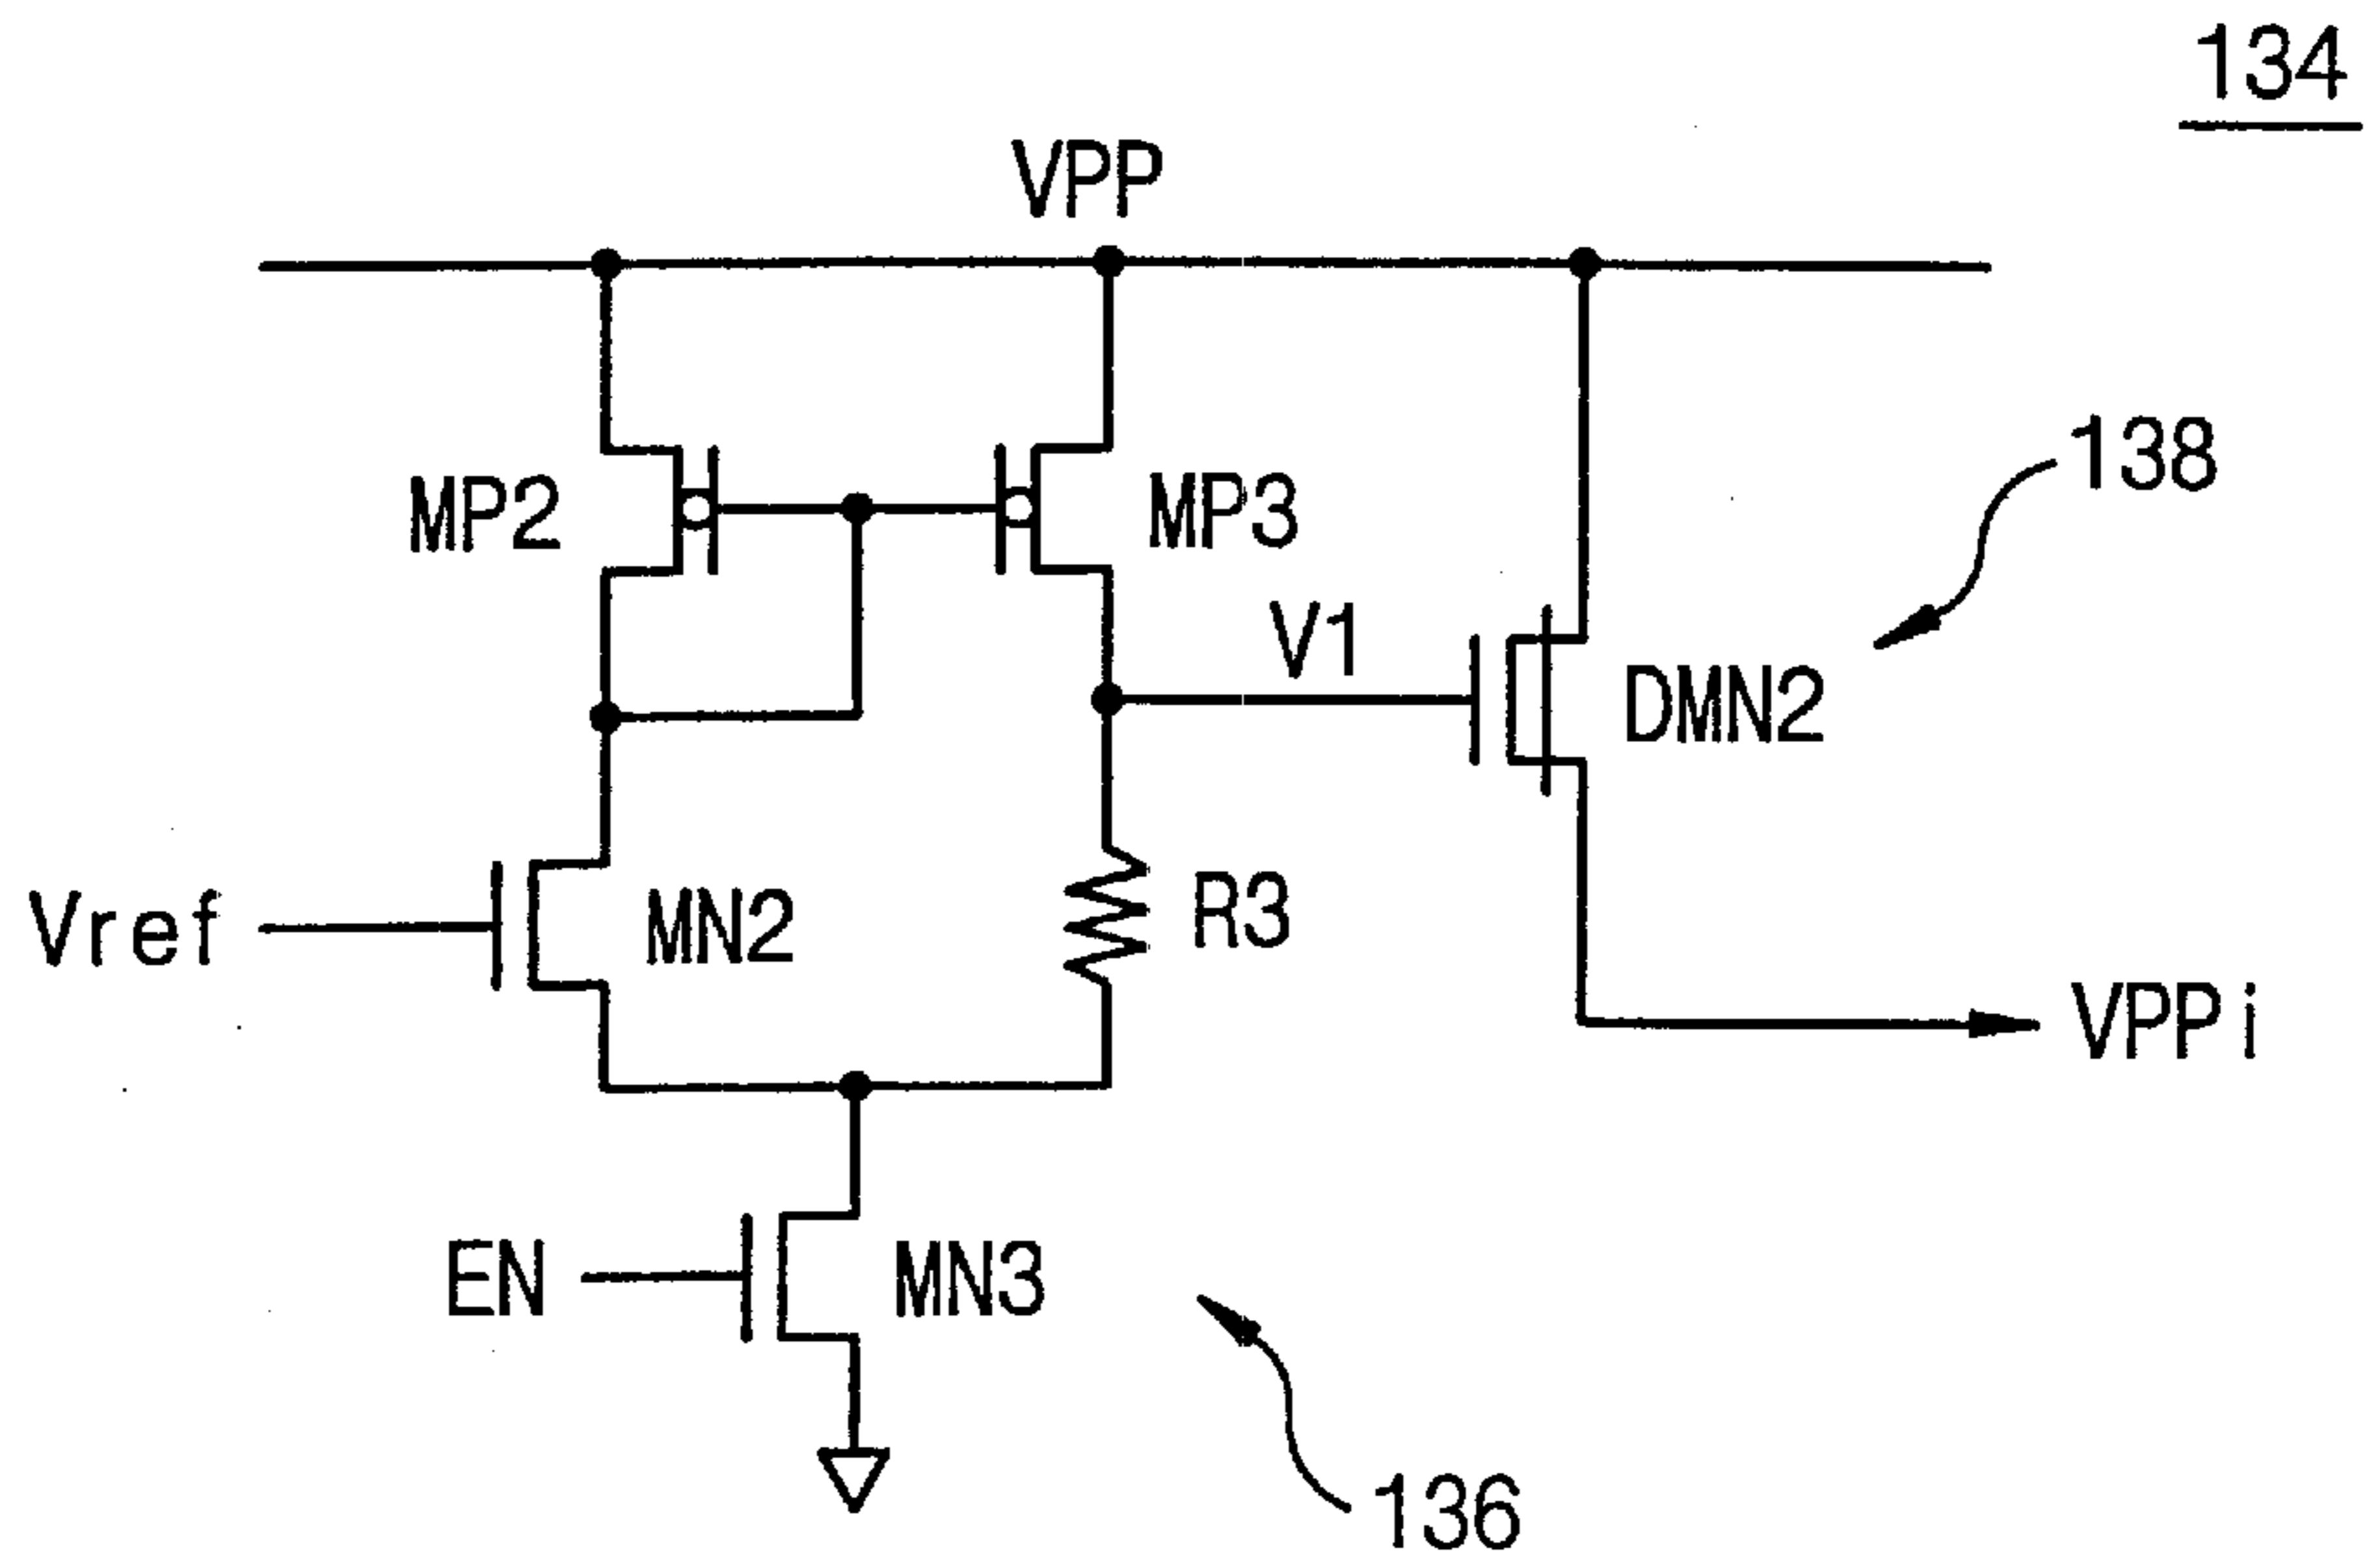 134
VPP
138
MP2
MP3
V1
DMN2
Vref
MN2
R3
VPPi
EN
MN3
136